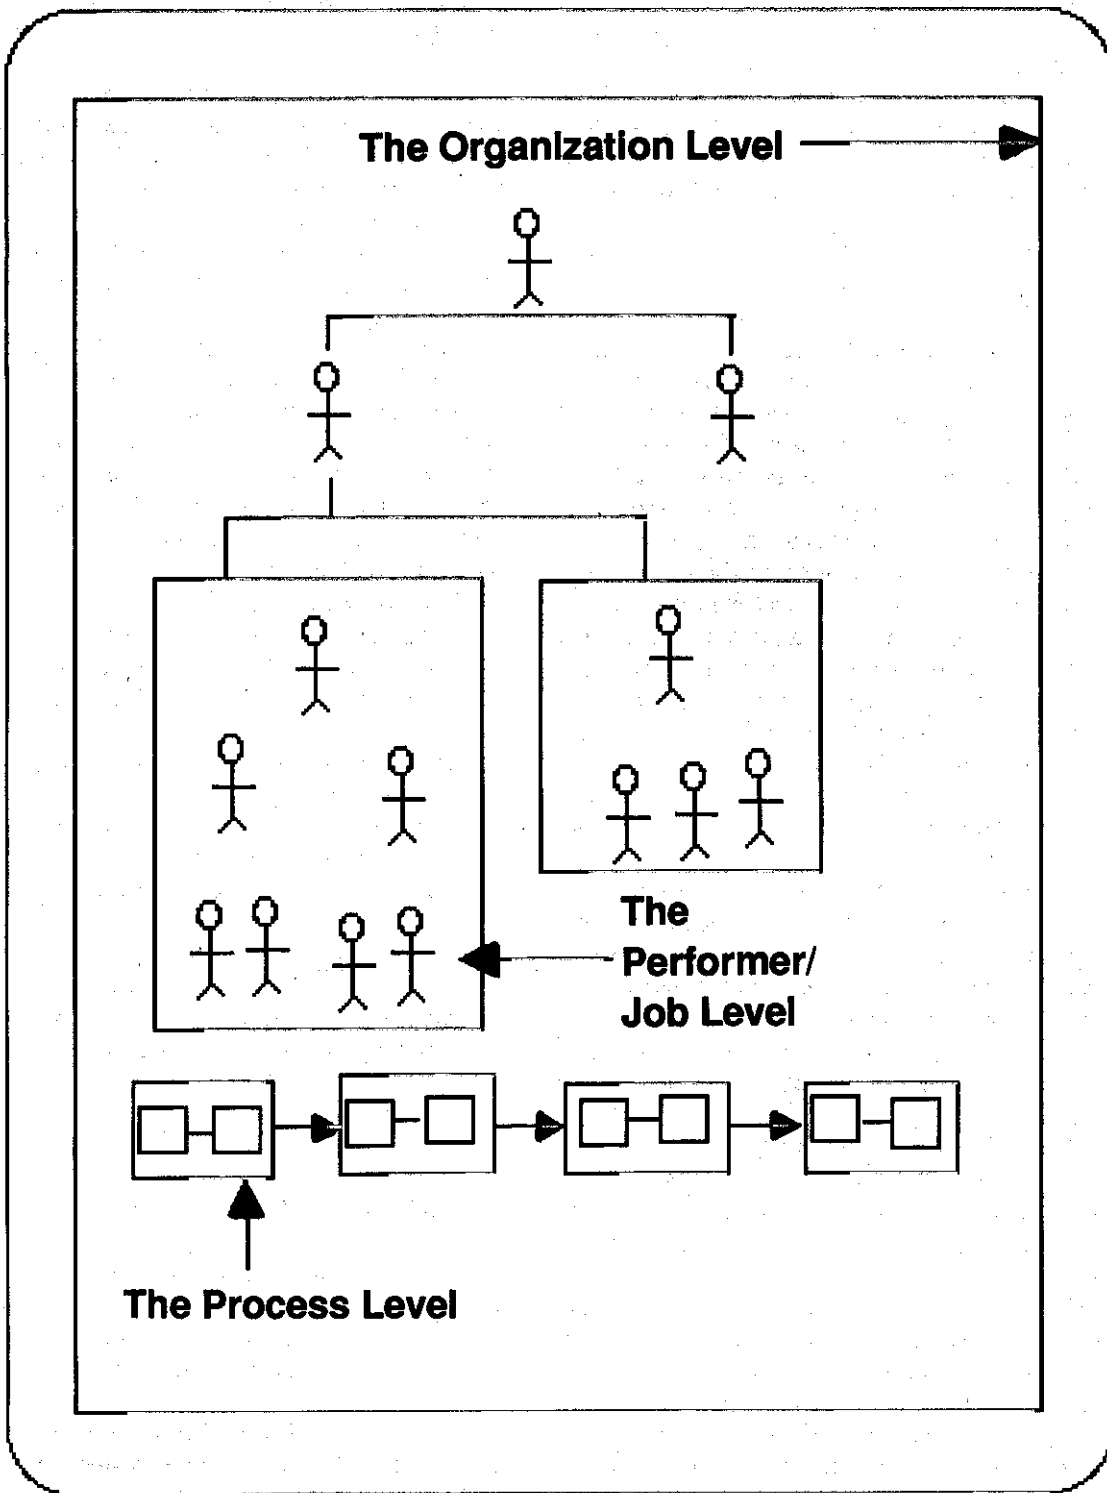 The Organization Level
The
Performer/
Job Level
The Process Level